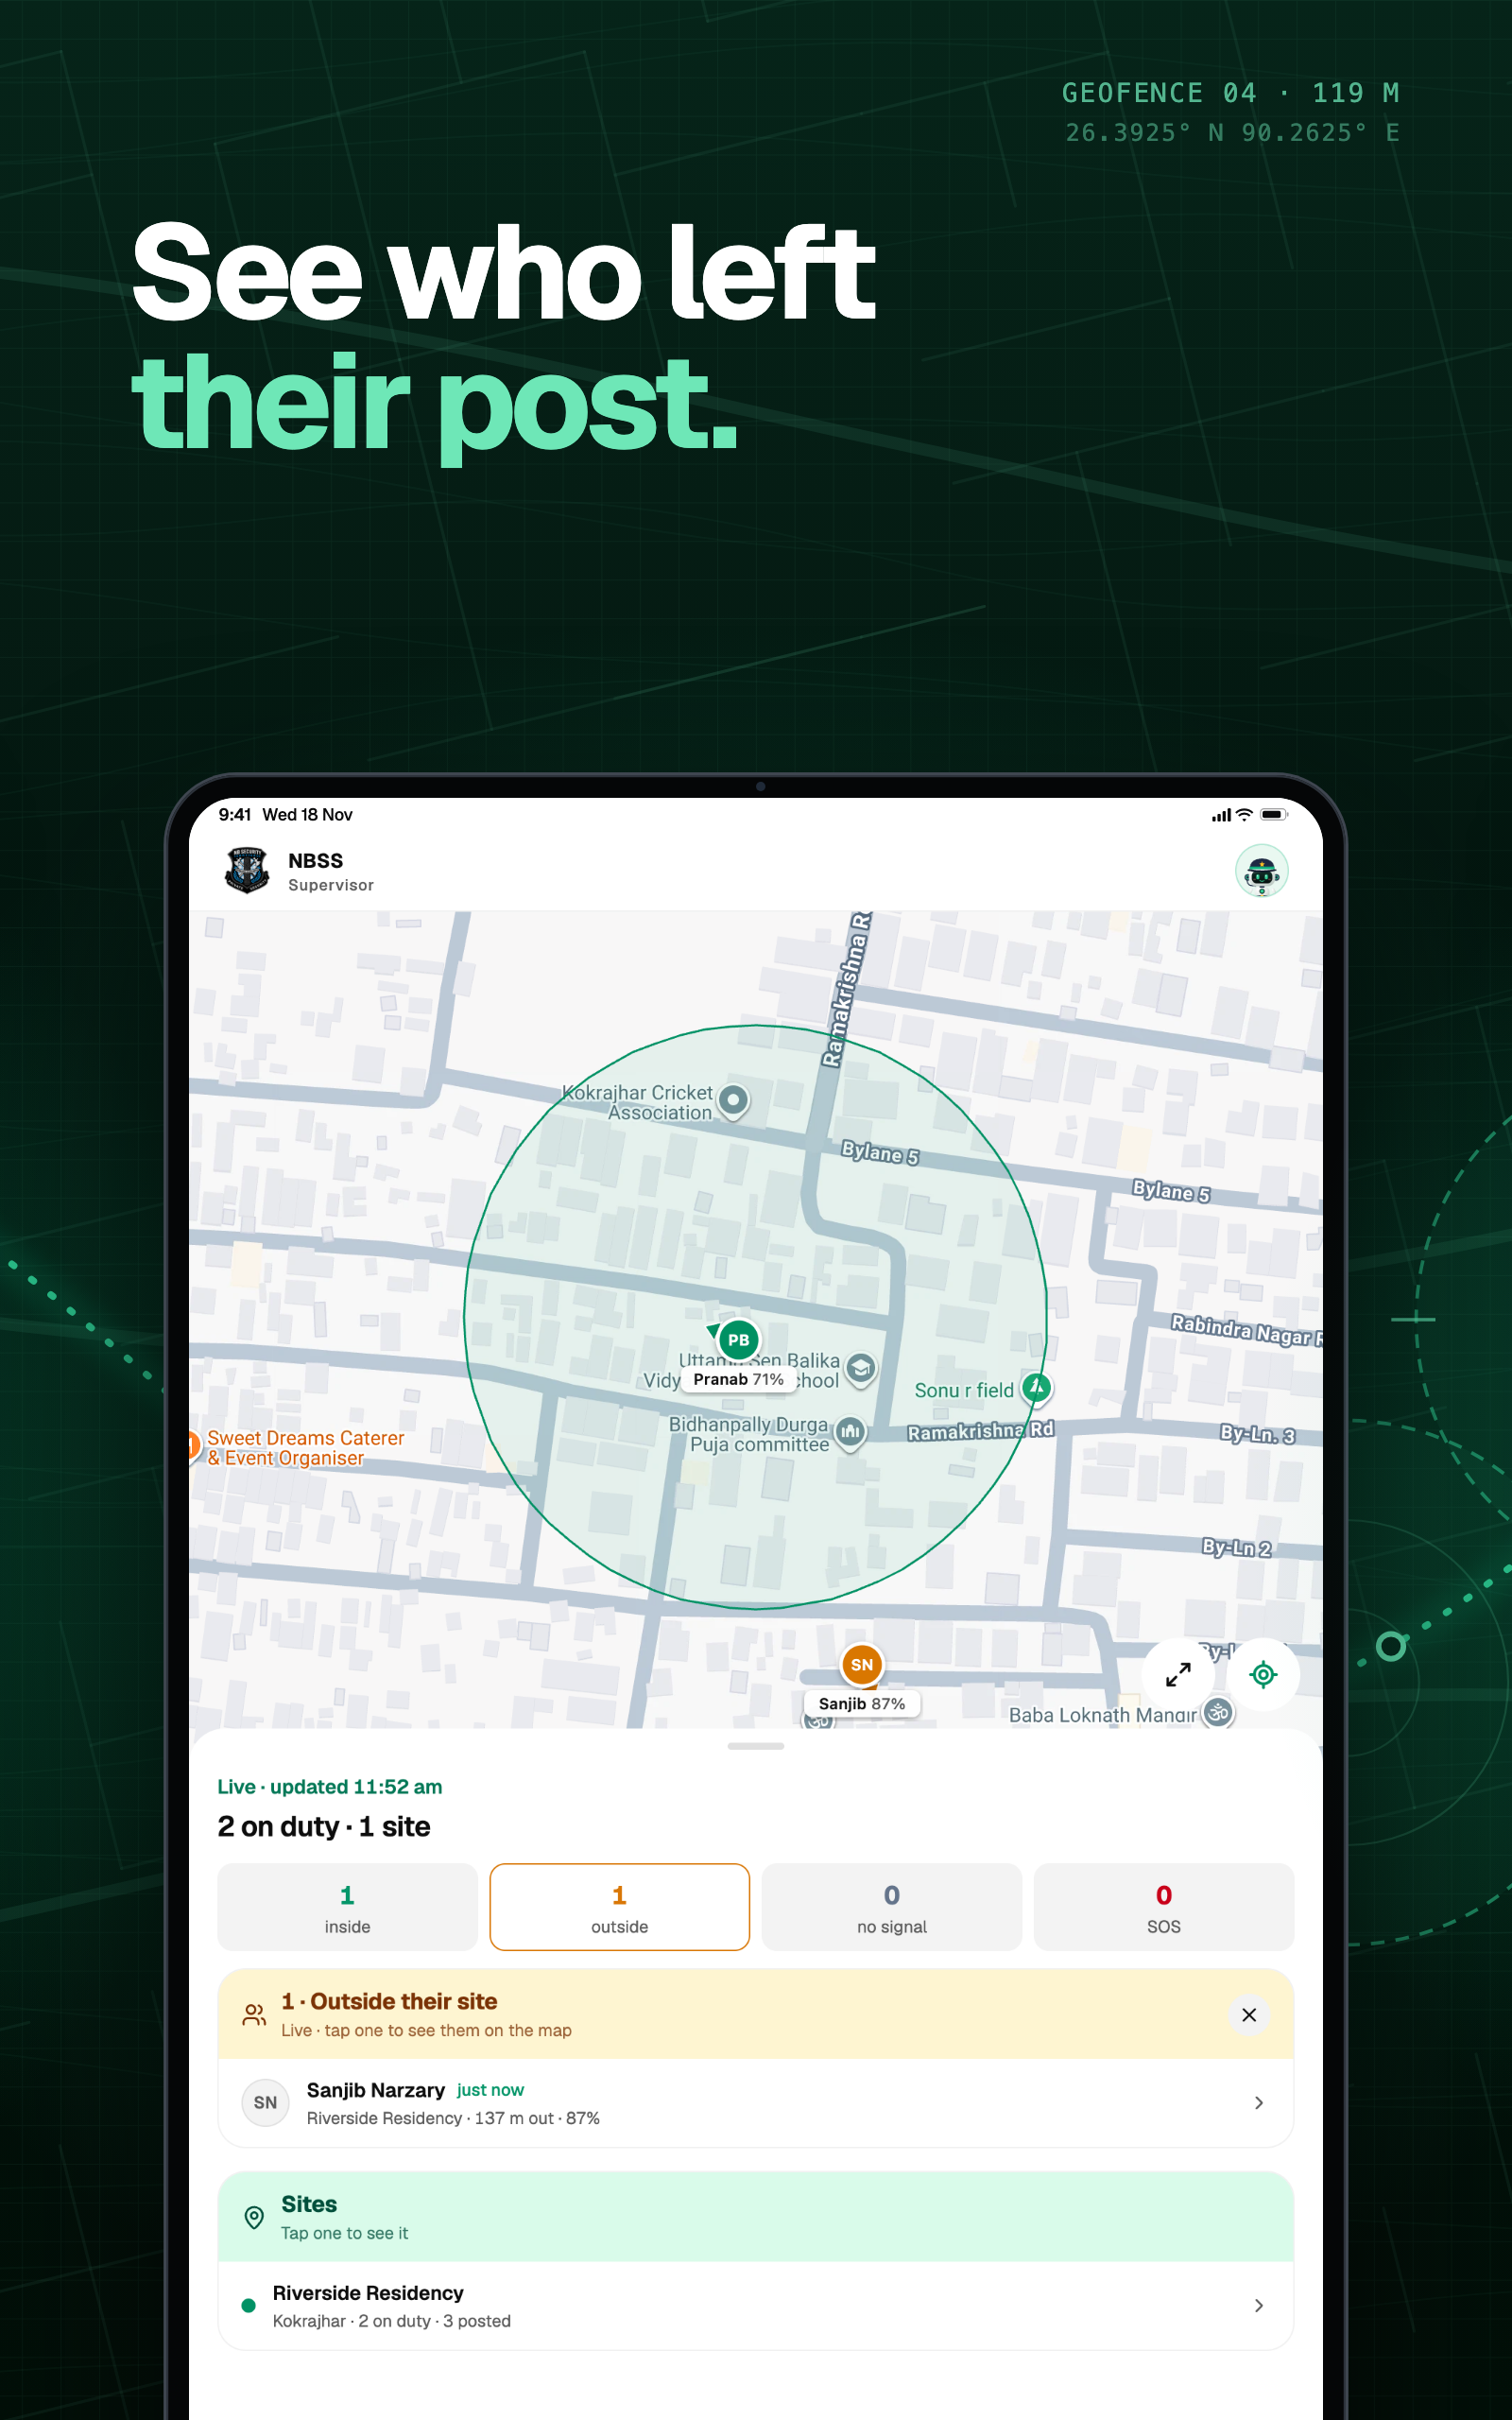 GEOFENCE 04 · 119 M
26.3925° N 90.2625° E
See who left
their post.
9:41 Wed 18 Nov
NBSS
Supervisor
Ramakrishna R
Kokrajhar Cricket
Association
Bylane 5
Bylane 5
Rabindra Nagar R
PB
Uttam Sen Balika
Pranab 71%
Sonu r field
Bidhanpally Durga
Puja committee
Ramakrishna Rd
By-Ln. 3
Sweet Dreams Caterer
& Event Organiser
By-Ln 2
SN
Sanjib 87%
Baba Loknath Mandir
Live · updated 11:52 am
2 on duty · 1 site
1
inside
1
outside
0
no signal
0
SOS
1 · Outside their site
Live · tap one to see them on the map
SN
Sanjib Narzary just now
Riverside Residency · 137 m out · 87%
Sites
Tap one to see it
Riverside Residency
Kokrajhar · 2 on duty · 3 posted